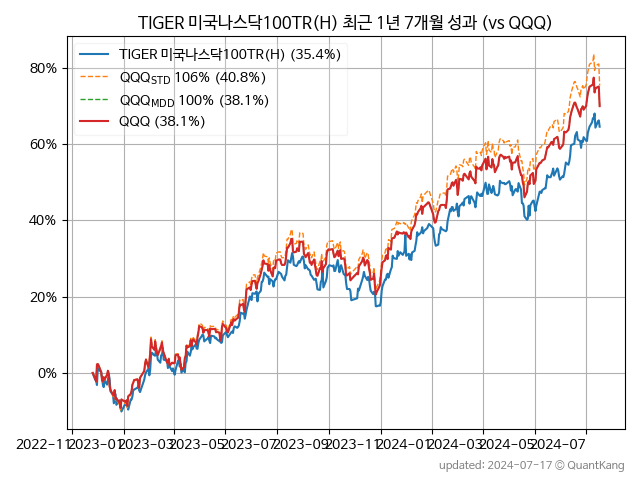 TIGER 미국나스닥100TR(H) 최근 1년 7개월 성과 (vs QQQ)
TIGER 미국나스닥100TR(H) (35.4%)
QQQSTD 106% (40.8%)
QQQMDD 100% (38.1%)
QQQ (38.1%)
80%
60%
40%
20%
0%
2022-11 2023-01 2023-03 2023-05 2023-07 2023-09 2023-11 2024-01 2024-03 2024-05 2024-07
updated: 2024-07-17 © QuantKang